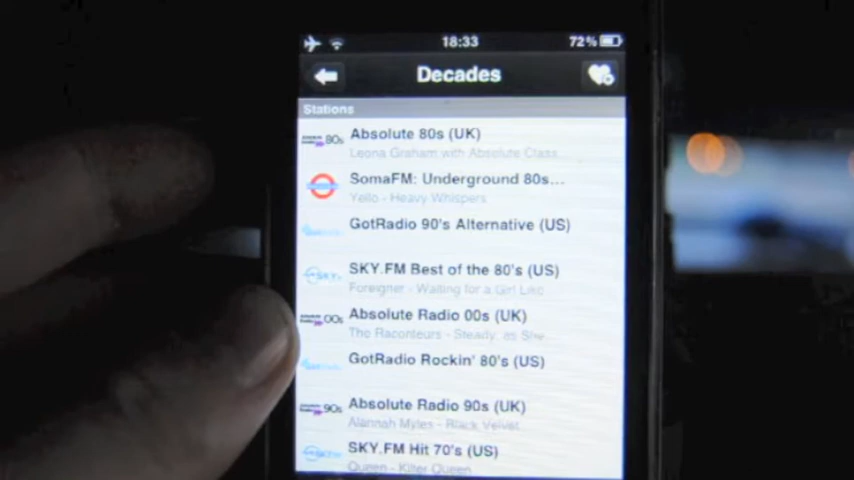 18:33
72%
Decades
Stations
80s
Absolute 80s (UK)
Leona Graham with Absolute Class...
SomaFM: Underground 80s...
Yello - Heavy Whispers
GotRadio 90's Alternative (US)
SKY.FM Best of the 80's (US)
Foreigner - Waiting for a Girl Like
00s
Absolute Radio 00s (UK)
The Raconteurs - Steady, as She...
GotRadio Rockin' 80's (US)
90s
Absolute Radio 90s (UK)
Alannah Myles - Black Velvet
SKY.FM Hit 70's (US)
Queen - Killer Queen